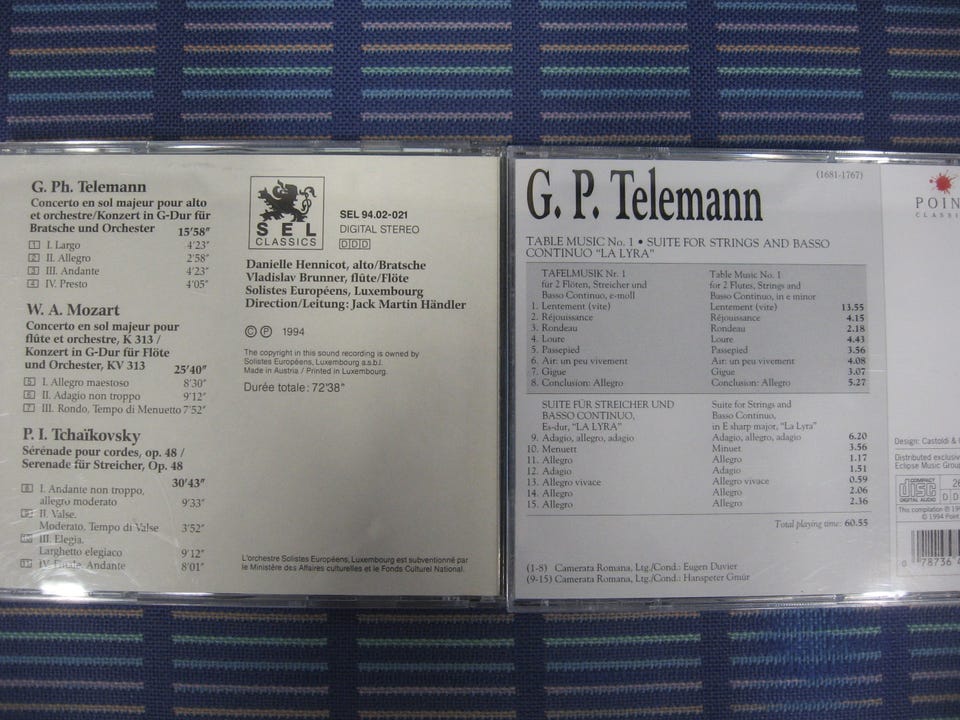 G. Ph. Telemann
Concerto en sol majeur pour alto
et orchestre/Konzert in G-Dur für
Bratsche und Orchester 15'58"
1 I. Largo 4'23"
2 II. Allegro 2'58"
3 III. Andante 4'23"
4 IV. Presto 4'05"
W. A. Mozart
Concerto en sol majeur pour
flûte et orchestre, K 313 /
Konzert in G-Dur für Flöte
und Orchester, KV 313 25'40"
5 I. Allegro maestoso 8'30"
6 II. Adagio non troppo 9'12"
7 III. Rondo, Tempo di Menuetto 7'52"
P. I. Tchaïkovsky
Sérénade pour cordes, op. 48 /
Serenade für Streicher, Op. 48
30'43"
8 I. Andante non troppo,
allegro moderato 9'33"
II. Valse.
Moderato, Tempo di Valse 3'52"
III. Elegia.
Larghetto elegiaco 9'12"
IV. Finale. Andante 8'01"
SEL
CLASSICS
SEL 94.02-021
DIGITAL STEREO
DDD
Danielle Hennicot, alto/Bratsche
Vladislav Brunner, flûte/Flöte
Solistes Européens, Luxembourg
Direction/Leitung: Jack Martin Händler
© ℗ 1994
The copyright in this sound recording is owned by
Solistes Européens, Luxembourg a.s.b.l.
Made in Austria / Printed in Luxembourg.
Durée totale: 72'38"
L'orchestre Solistes Européens, Luxembourg est subventionné par
le Ministère des Affaires culturelles et le Fonds Culturel National.
G. P. Telemann
(1681-1767)
TABLE MUSIC No. 1 • SUITE FOR STRINGS AND BASSO
CONTINUO "LA LYRA"
TAFELMUSIK Nr. 1 Table Music No. 1
für 2 Flöten, Streicher und for 2 Flutes, Strings and
Basso Continuo, e-moll Basso Continuo, in e minor
1. Lentement (vite) Lentement (vite) 13.55
2. Réjouissance Réjouissance 4.15
3. Rondeau Rondeau 2.18
4. Loure Loure 4.43
5. Passepied Passepied 3.56
6. Air: un peu vivement Air: un peu vivement 4.08
7. Gigue Gigue 3.07
8. Conclusion: Allegro Conclusion: Allegro 5.27
SUITE FÜR STREICHER UND Suite for Strings and
BASSO CONTINUO, Basso Continuo,
Es-dur, "LA LYRA" in E sharp major, "La Lyra"
9. Adagio, allegro, adagio Adagio, allegro, adagio 6.20
10. Menuett Minuet 3.56
11. Allegro Allegro 1.17
12. Adagio Adagio 1.51
13. Allegro vivace Allegro vivace 0.59
14. Allegro Allegro 2.06
15. Allegro Allegro 2.36
Total playing time: 60.55
(1-8) Camerata Romana, Ltg./Cond.: Eugen Duvier
(9-15) Camerata Romana, Ltg./Cond.: Hanspeter Gmür
POIN
CLASSIC
Design: Castoldi &
Distributed exclusiv
Eclipse Music Group
COMPACT
disc
DIGITAL AUDIO
D D
26
This compilation ℗ 19
© 1994 Point
0 78736